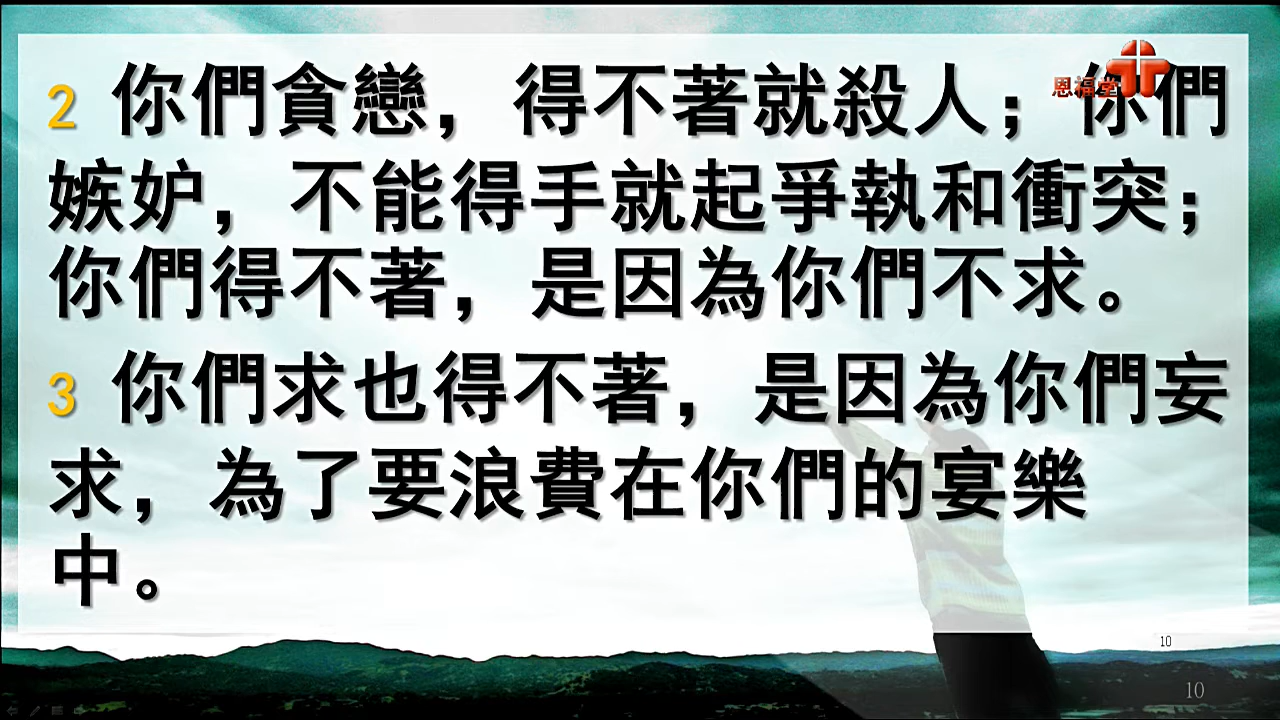 恩福堂
2 你們貪戀，得不著就殺人；你們
嫉妒，不能得手就起爭執和衝突；
你們得不著，是因為你們不求。
3 你們求也得不著，是因為你們妄
求，為了要浪費在你們的宴樂
中。
10
10